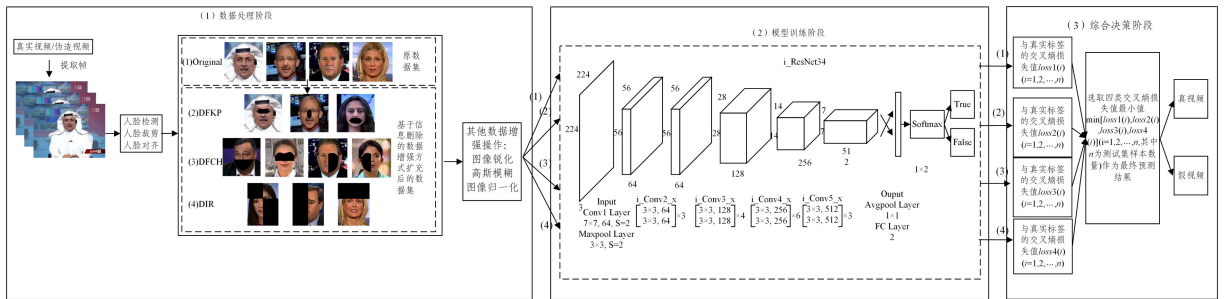 (1)数据处理阶段
真实视频/伪造视频
提取帧
人脸检测
人脸裁剪
人脸对齐
(1)Original
原数
据集
(2)DFKP
(3)DFCH
(4)DIR
基于信
息删除
的数据
增强方
式扩充
后的数
据集
其他数据增
强操作:
图像锐化
高斯模糊
图像归一化
(1)
(2)
(3)
(4)
(2)模型训练阶段
i_ResNet34
224
224
3
56
56
64
56
56
64
28
28
128
14
14
256
7
7
51
2
1×2
Softmax
True
False
Input
Conv1 Layer
7×7, 64, S=2
Maxpool Layer
3×3, S=2
i_Conv2_x
[3×3, 64
3×3, 64]×3
i_Conv3_x
[3×3, 128
3×3, 128]×4
i_Conv4_x
[3×3, 256
3×3, 256]×6
i_Conv5_x
[3×3, 512
3×3, 512]×3
Ouput
Avgpool Layer
1×1
FC Layer
2
(1)
(2)
(3)
(4)
(3)综合决策阶段
与真实标签
的交叉熵损
失值loss1(i)
(i=1,2,…,n)
与真实标签
的交叉熵损
失值loss2(i)
(i=1,2,…,n)
与真实标签
的交叉熵损
失值loss3(i)
(i=1,2,…,n)
与真实标签
的交叉熵损
失值loss4(i)
(i=1,2,…,n)
选取四类交叉熵损
失值最小值
min[loss1(i),loss2(i)
,loss3(i),loss4
(i)](i=1,2,…,n,其中
n为测试集样本数
量)作为最终预测
结果
真视频
假视频